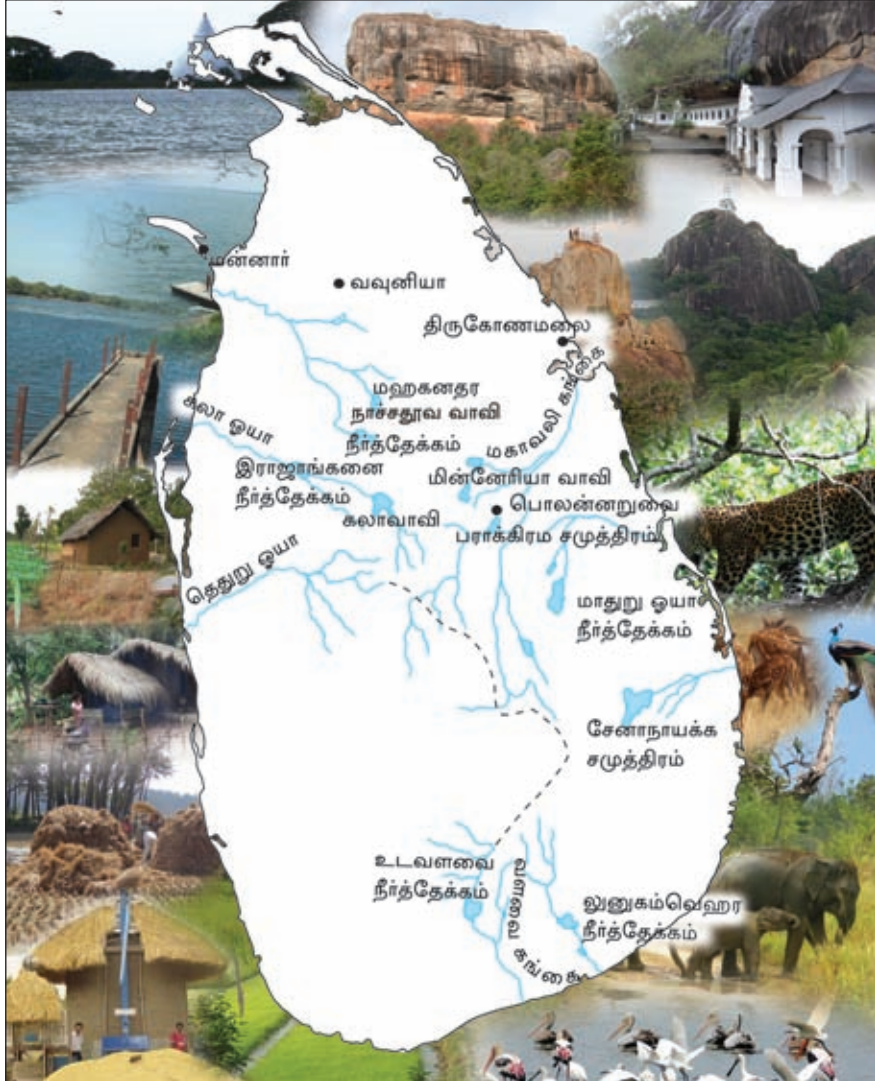 மன்னார்
வவுனியா
திருகோணமலை
மஹகனதர
நாச்சதூவ வாவி
நீர்த்தேக்கம்
மகாவலி கங்கை
கலா ஓயா
இராஜாங்கனை
நீர்த்தேக்கம்
மின்னேரியா வாவி
கலாவாவி
பொலன்னறுவை
பராக்கிரம சமுத்திரம்
தெதுறு ஓயா
மாதுறு ஓயா
நீர்த்தேக்கம்
சேனாநாயக்க
சமுத்திரம்
உடவளவை
நீர்த்தேக்கம்
வளவை கங்கை
லுனுகம்வெஹர
நீர்த்தேக்கம்